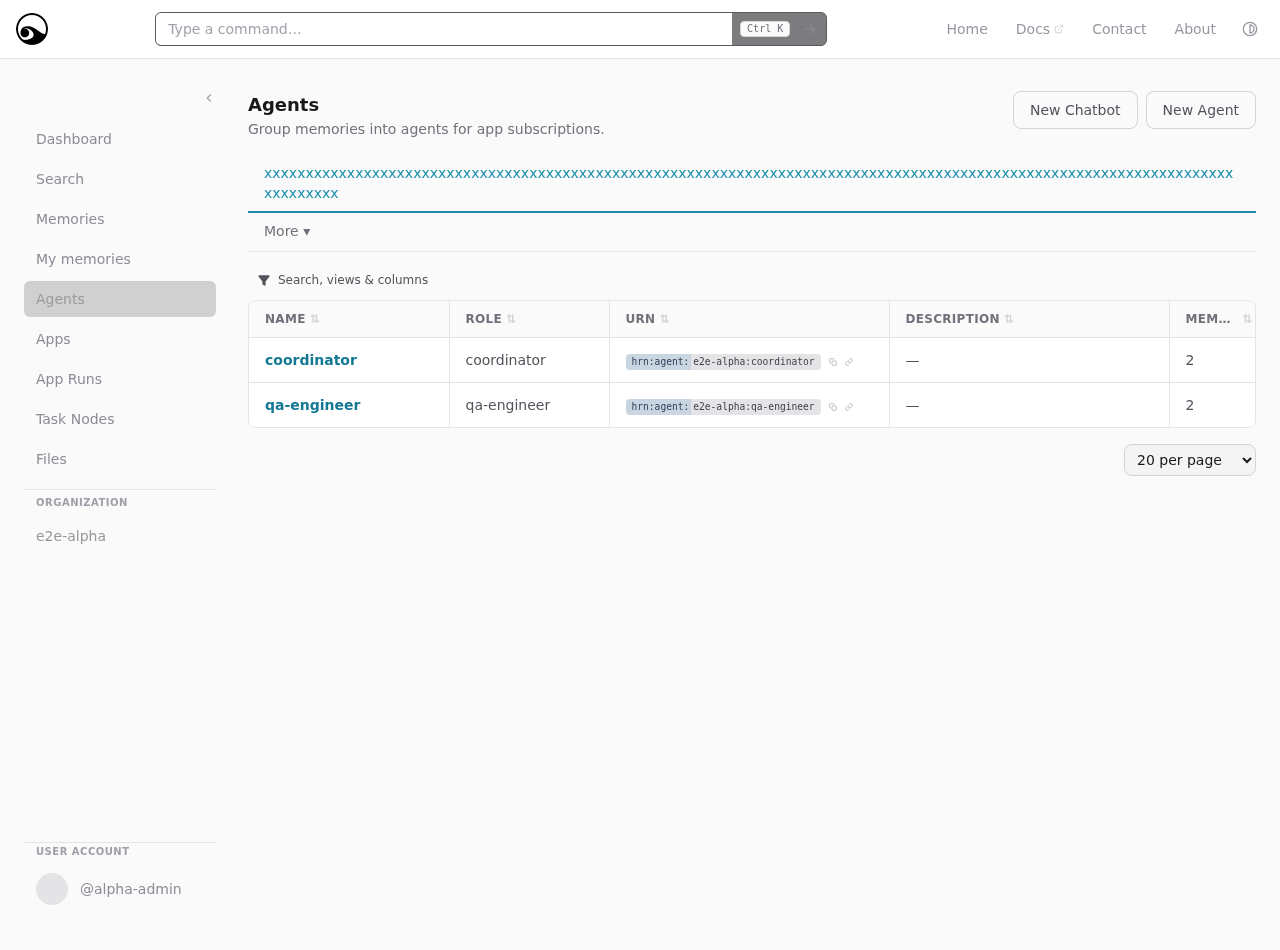 Type a command...
Ctrl K
Home
Docs
Contact
About
Agents
Group memories into agents for app subscriptions.
New Chatbot
New Agent
Dashboard
Search
Memories
My memories
Agents
Apps
App Runs
Task Nodes
Files
ORGANIZATION
e2e-alpha
USER ACCOUNT
@alpha-admin
xxxxxxxxxxxxxxxxxxxxxxxxxxxxxxxxxxxxxxxxxxxxxxxxxxxxxxxxxxxxxxxxxxxxxxxxxxxxxxxxxxxxxxxxxxxxxxxxxxxxxxxxxxxxxxxxxxxxx
xxxxxxxxx
More ▾
Search, views & columns
NAME ⇅ ROLE ⇅ URN ⇅ DESCRIPTION ⇅ MEM... ⇅
coordinator coordinator hrn:agent:e2e-alpha:coordinator — 2
qa-engineer qa-engineer hrn:agent:e2e-alpha:qa-engineer — 2
20 per page